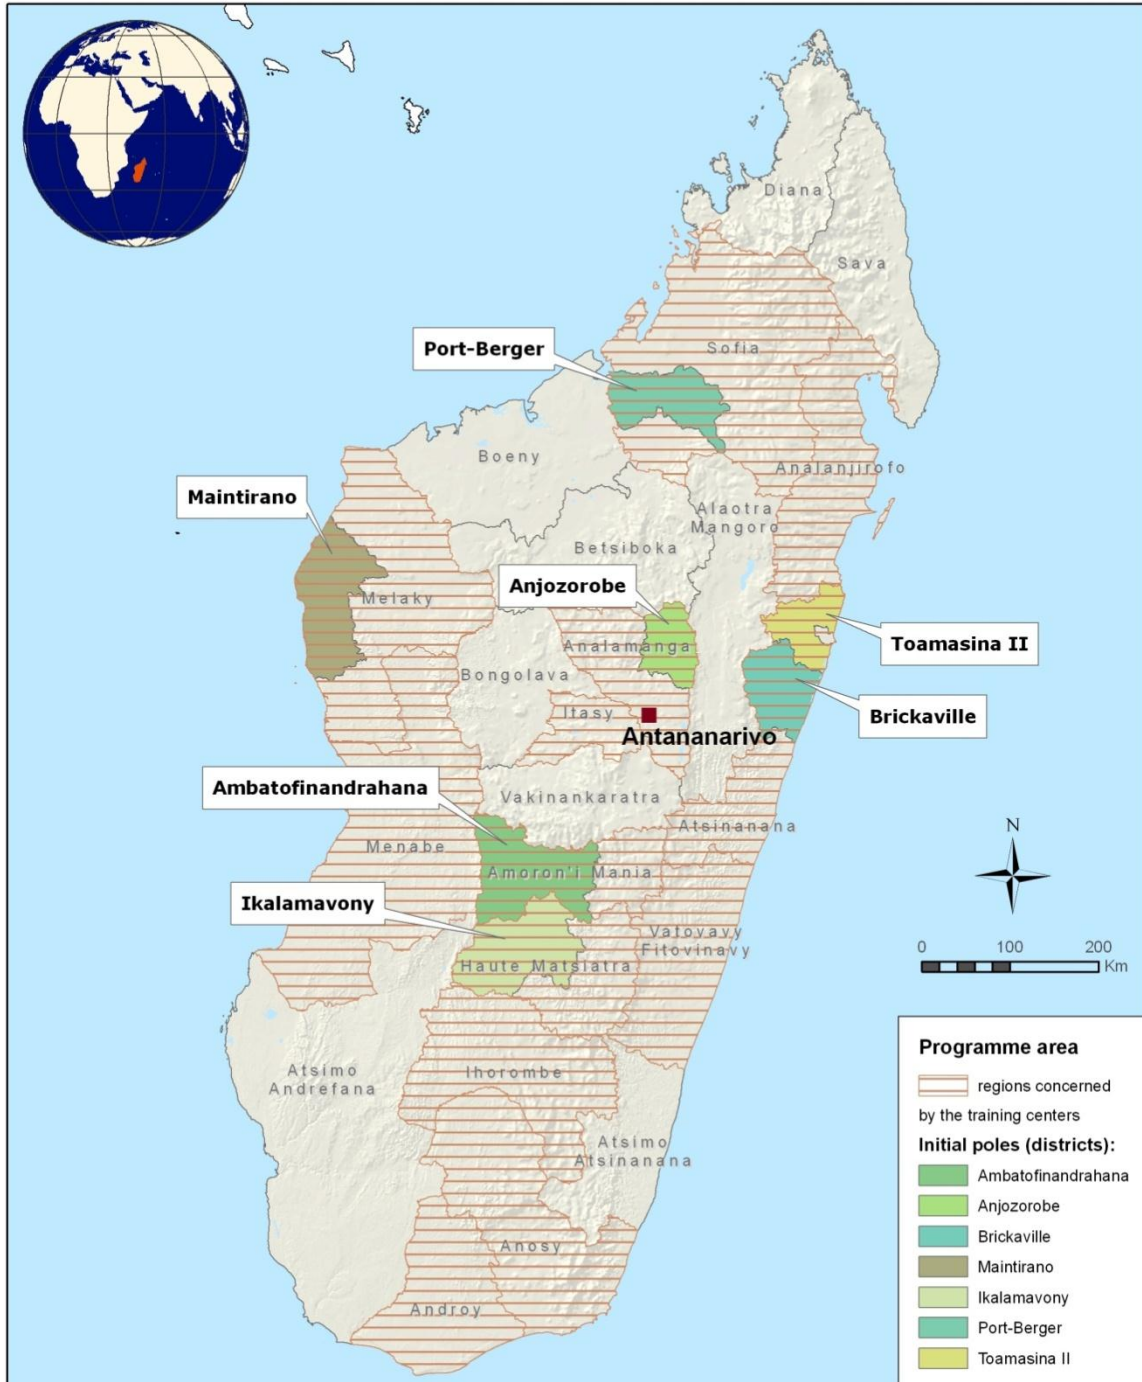 Diana
Sava
Sofia
Port-Berger
Boeny
Analanjirofo
Maintirano
Alaotra
Mangoro
Betsiboka
Anjozorobe
Melaky
Analamanga
Toamasina II
Bongolava
Itasy
Brickaville
Antananarivo
Ambatofinandrahana
Vakinankaratra
Atsinanana
Menabe
Amoron'i Mania
N
Ikalamavony
Vatovavy
Fitovinavy
0 100 200
Km
Haute Matsiatra
Atsimo
Andrefana
Ihorombe
Atsimo
Atsinanana
Anosy
Androy
Programme area
regions concerned
by the training centers
Initial poles (districts):
Ambatofinandrahana
Anjozorobe
Brickaville
Maintirano
Ikalamavony
Port-Berger
Toamasina II